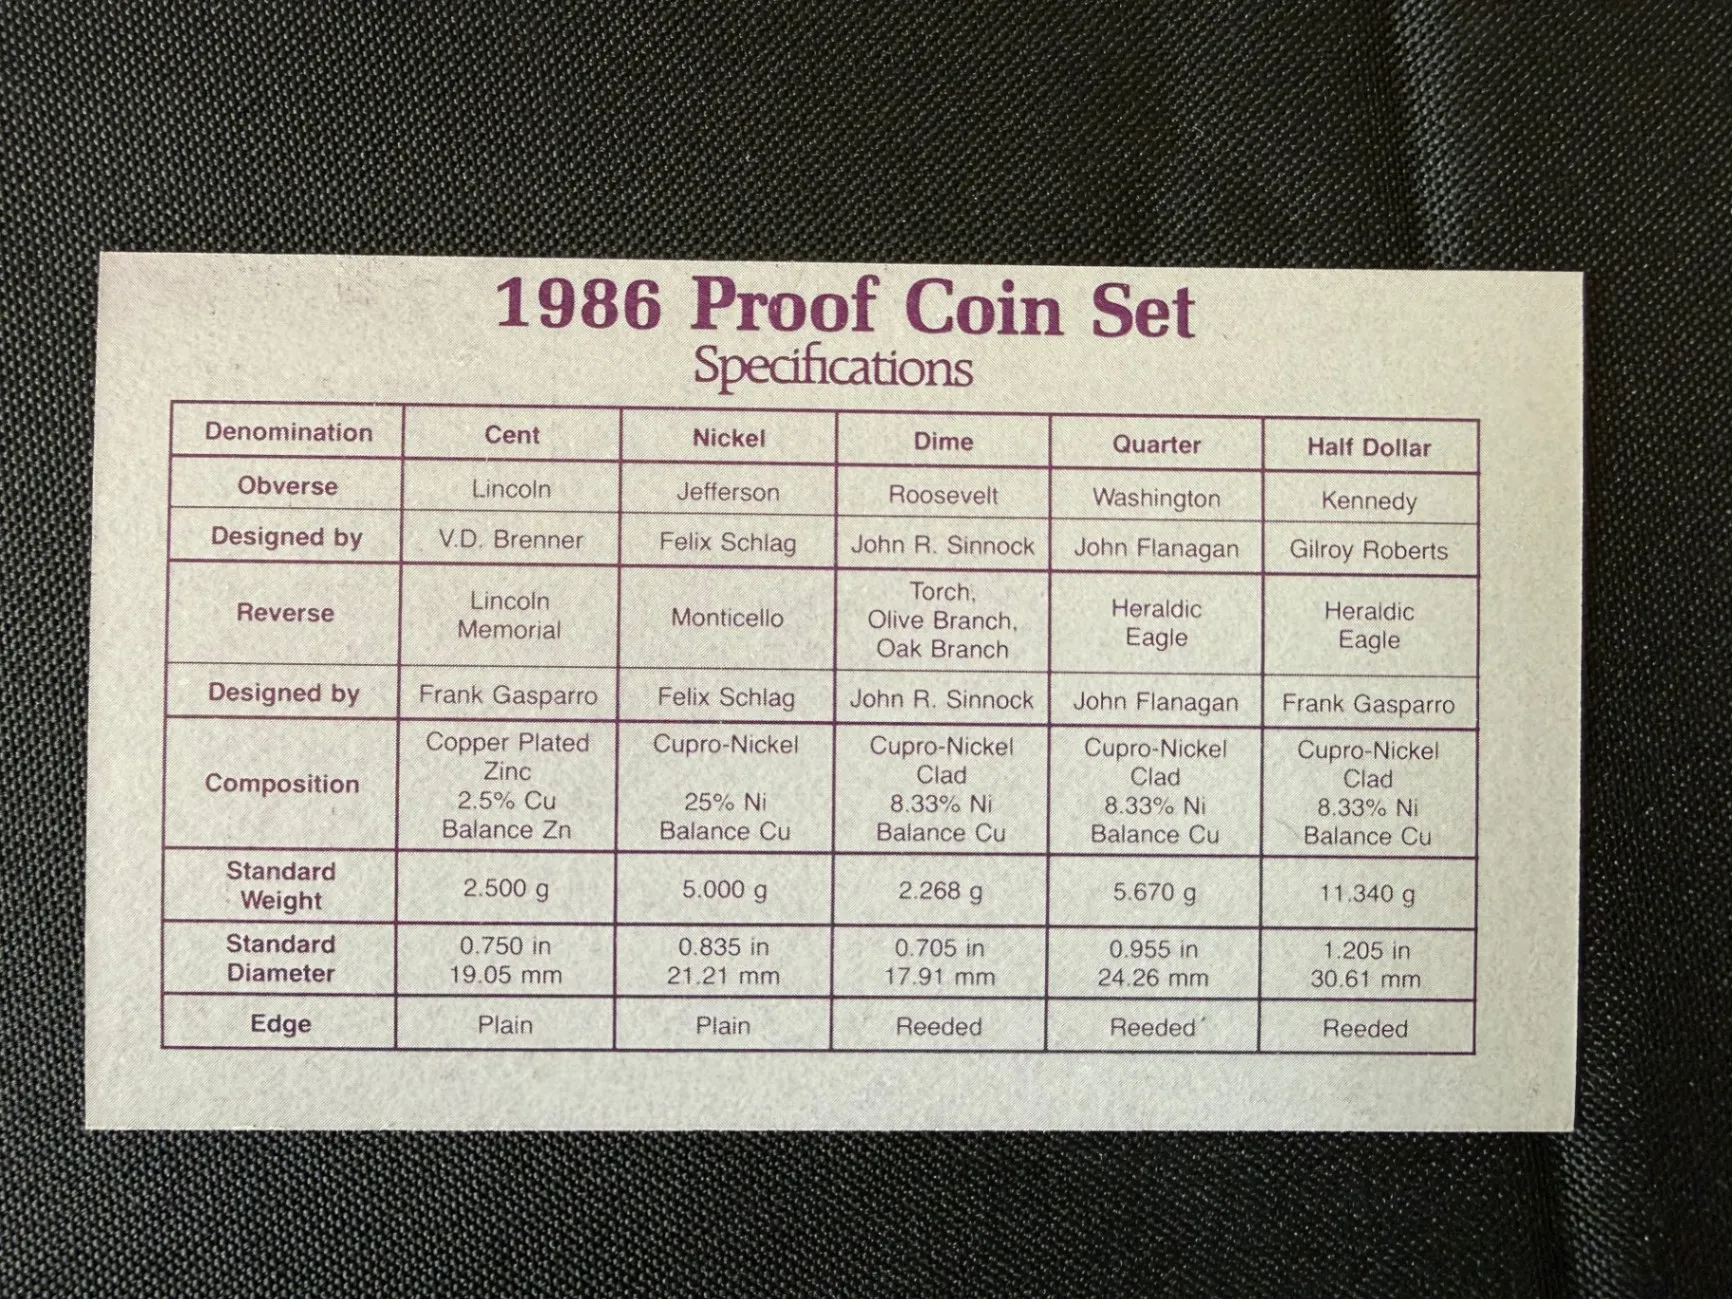 1986 Proof Coin Set
Specifications
Denomination Cent Nickel Dime Quarter Half Dollar
Obverse Lincoln Jefferson Roosevelt Washington Kennedy
Designed by V.D. Brenner Felix Schlag John R. Sinnock John Flanagan Gilroy Roberts
Reverse Lincoln Memorial Monticello Torch, Olive Branch, Oak Branch Heraldic Eagle Heraldic Eagle
Designed by Frank Gasparro Felix Schlag John R. Sinnock John Flanagan Frank Gasparro
Composition Copper Plated Zinc 2.5% Cu Balance Zn Cupro-Nickel 25% Ni Balance Cu Cupro-Nickel Clad 8.33% Ni Balance Cu Cupro-Nickel Clad 8.33% Ni Balance Cu Cupro-Nickel Clad 8.33% Ni Balance Cu
Standard Weight 2.500 g 5.000 g 2.268 g 5.670 g 11.340 g
Standard Diameter 0.750 in 19.05 mm 0.835 in 21.21 mm 0.705 in 17.91 mm 0.955 in 24.26 mm 1.205 in 30.61 mm
Edge Plain Plain Reeded Reeded Reeded